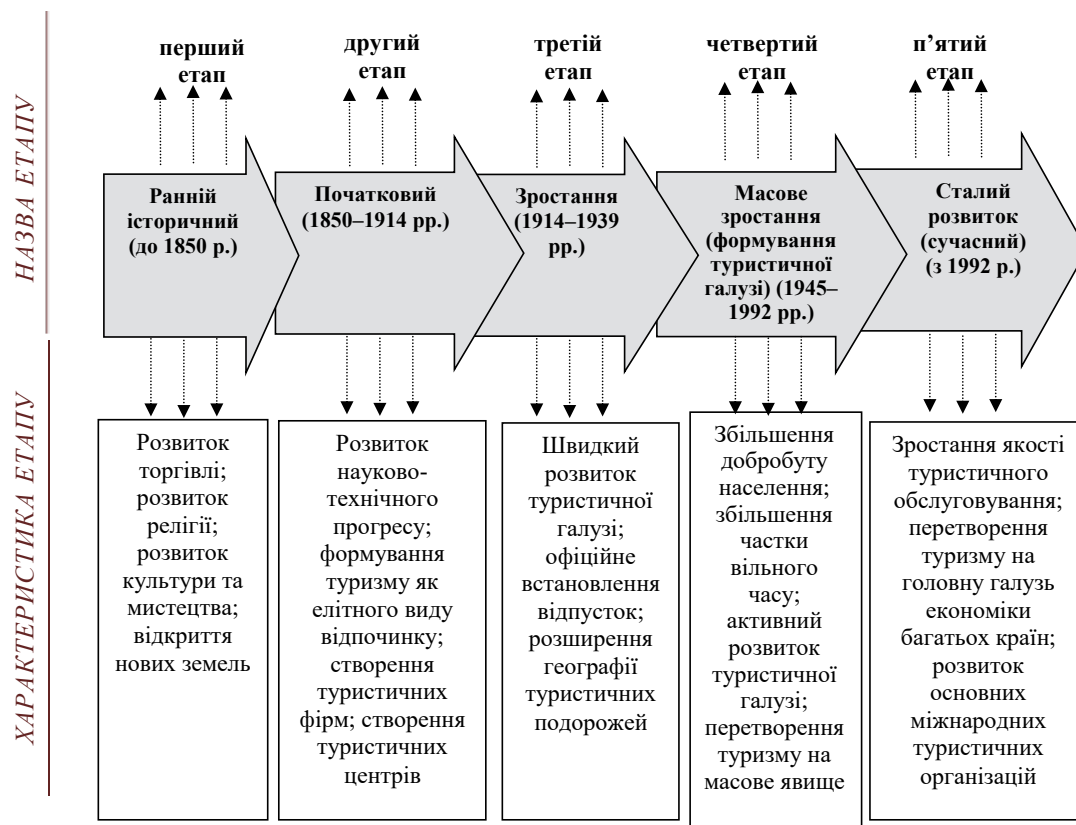 перший
етап
другий
етап
третій
етап
четвертий
етап
п’ятий
етап
НАЗВА ЕТАПУ
Ранній
історичний
(до 1850 р.)
Початковий
(1850–1914 рр.)
Зростання
(1914–1939
рр.)
Масове
зростання
(формування
туристичної
галузі) (1945–
1992 рр.)
Сталий
розвиток
(сучасний)
(з 1992 р.)
ХАРАКТЕРИСТИКА ЕТАПУ
Розвиток
торгівлі;
розвиток
релігії;
розвиток
культури та
мистецтва;
відкриття
нових земель
Розвиток
науково-
технічного
прогресу;
формування
туризму як
елітного виду
відпочинку;
створення
туристичних
фірм; створення
туристичних
центрів
Швидкий
розвиток
туристичної
галузі;
офіційне
встановлення
відпусток;
розширення
географії
туристичних
подорожей
Збільшення
добробуту
населення;
збільшення
частки
вільного
часу;
активний
розвиток
туристичної
галузі;
перетворення
туризму на
масове явище
Зростання якості
туристичного
обслуговування;
перетворення
туризму на
головну галузь
економіки
багатьох країн;
розвиток
основних
міжнародних
туристичних
організацій